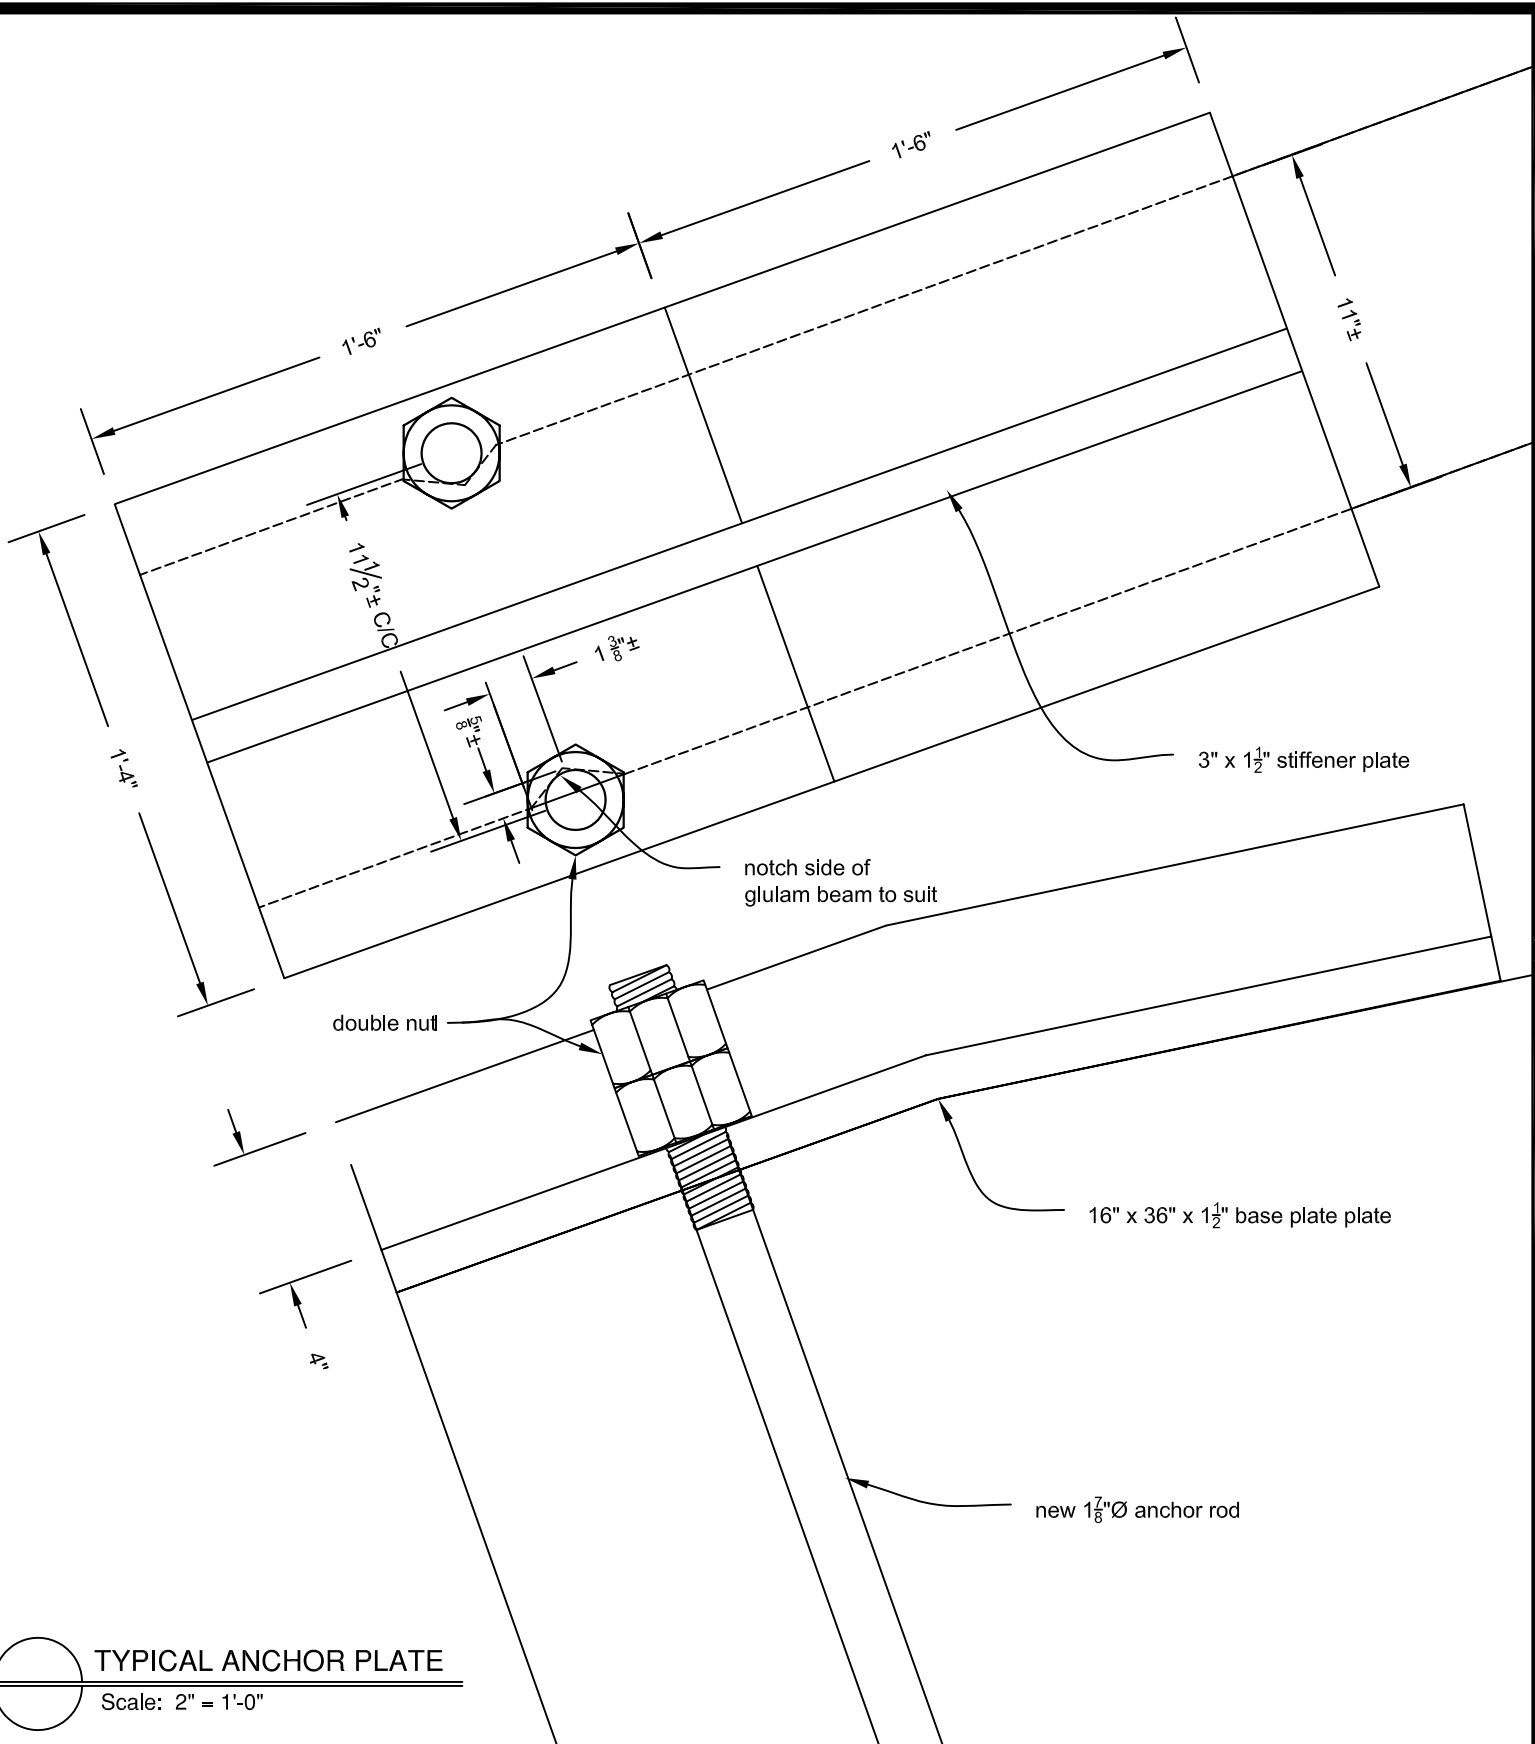 1'-6"
1'-6"
11"±
11 1/2"± C/C
1 3/8"±
5/8"±
1'-4"
3" x 1 1/2" stiffener plate
notch side of
glulam beam to suit
double nut
16" x 36" x 1 1/2" base plate plate
4"
new 1 7/8"Ø anchor rod
TYPICAL ANCHOR PLATE
Scale: 2" = 1'-0"